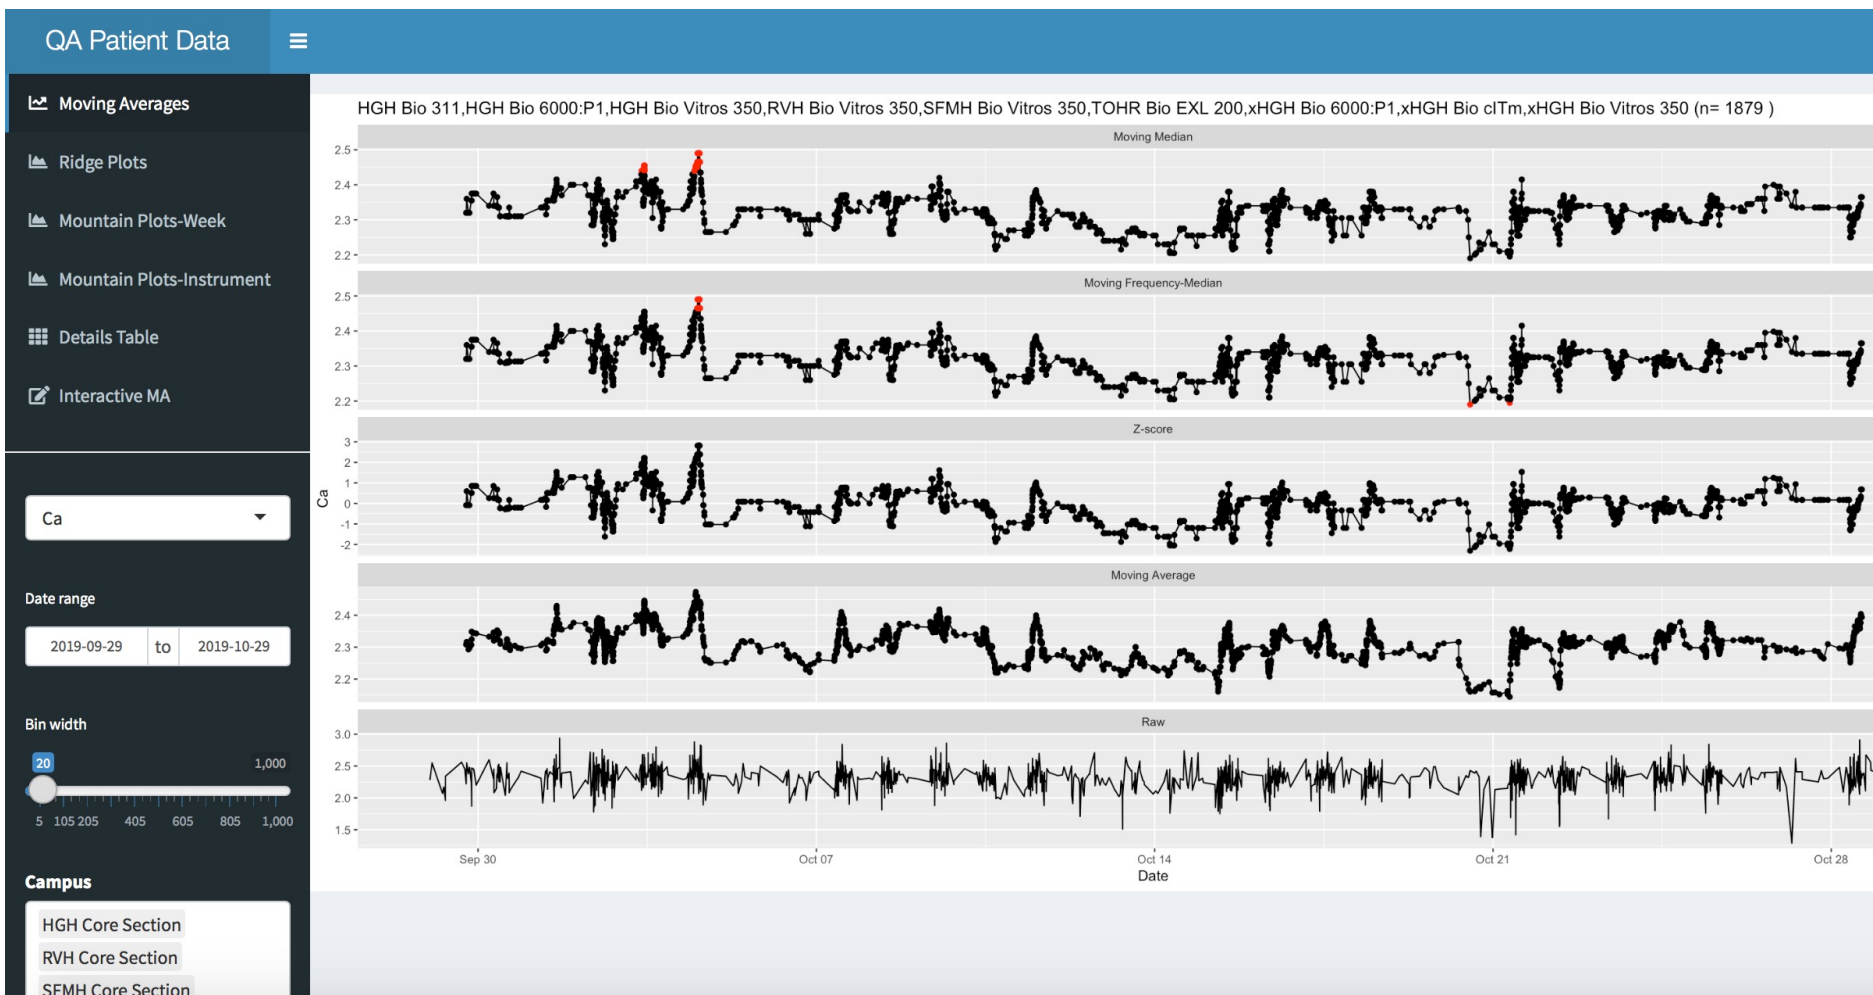 QA Patient Data
Moving Averages
Ridge Plots
Mountain Plots-Week
Mountain Plots-Instrument
Details Table
Interactive MA
Ca
Date range
2019-09-29 to 2019-10-29
Bin width
20 1,000
5 105 205 405 605 805 1,000
Campus
HGH Core Section
RVH Core Section
SFMH Core Section
HGH Bio 311,HGH Bio 6000:P1,HGH Bio Vitros 350,RVH Bio Vitros 350,SFMH Bio Vitros 350,TOHR Bio EXL 200,xHGH Bio 6000:P1,xHGH Bio cITm,xHGH Bio Vitros 350 (n= 1879 )
Moving Median
2.5
2.4
2.3
2.2
Moving Frequency-Median
2.5
2.4
2.3
2.2
Z-score
3
2
1
0
-1
-2
Ca
Moving Average
2.4
2.3
2.2
Raw
3.0
2.5
2.0
1.5
Sep 30 Oct 07 Oct 14 Oct 21 Oct 28
Date